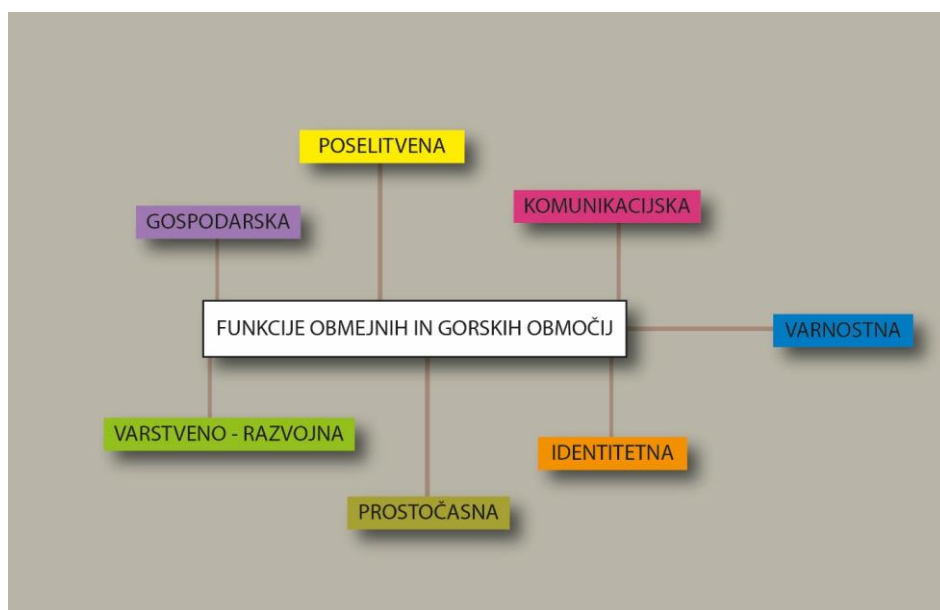 POSELITVENA
KOMUNIKACIJSKA
GOSPODARSKA
FUNKCIJE OBMEJNIH IN GORSKIH OBMOČIJ
VARNOSTNA
VARSTVENO - RAZVOJNA
IDENTITETNA
PROSTOČASNA